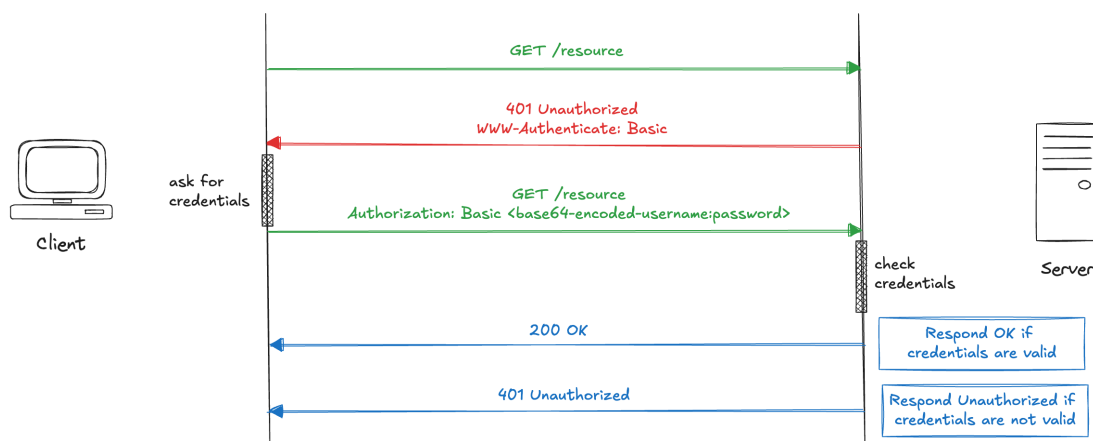 GET /resource
401 Unauthorized
WWW-Authenticate: Basic
ask for
credentials
GET /resource
Authorization: Basic <base64-encoded-username:password>
Client
Server
check
credentials
200 OK
Respond OK if
credentials are valid
401 Unauthorized
Respond Unauthorized if
credentials are not valid